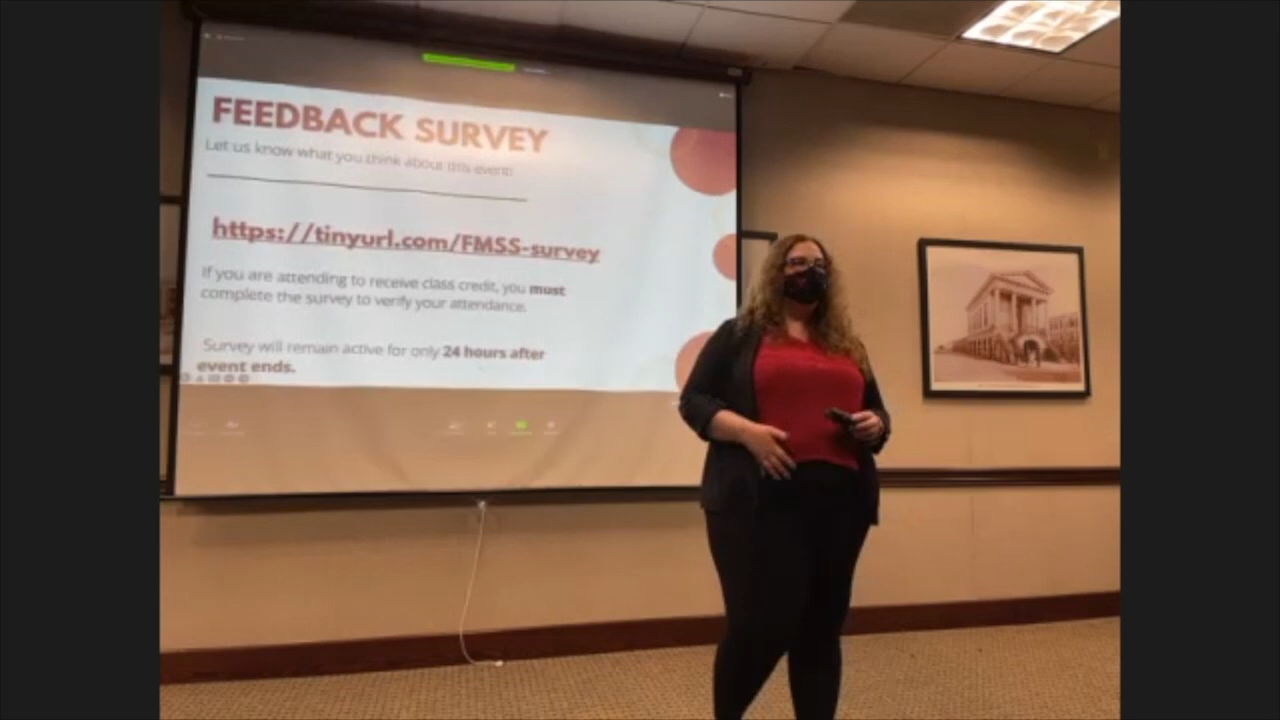 FEEDBACK SURVEY
Let us know what you think about this event!
https://tinyurl.com/FMSS-survey
If you are attending to receive class credit, you must
complete the survey to verify your attendance.
Survey will remain active for only 24 hours after
event ends.